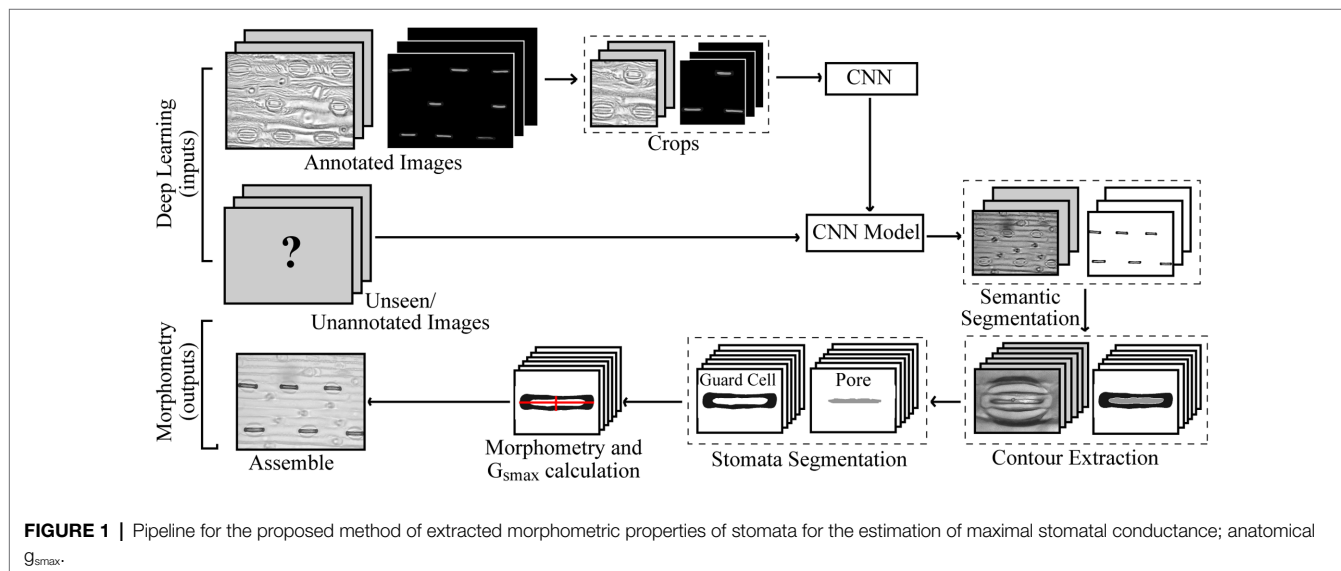 Deep Learning
(inputs)
Annotated Images
Crops
CNN
?
Unseen/
Unannotated Images
CNN Model
Semantic
Segmentation
Morphometry
(outputs)
Assemble
Morphometry and
Gsmax calculation
Guard Cell
Pore
Stomata Segmentation
Contour Extraction
FIGURE 1 | Pipeline for the proposed method of extracted morphometric properties of stomata for the estimation of maximal stomatal conductance; anatomical
gsmax.